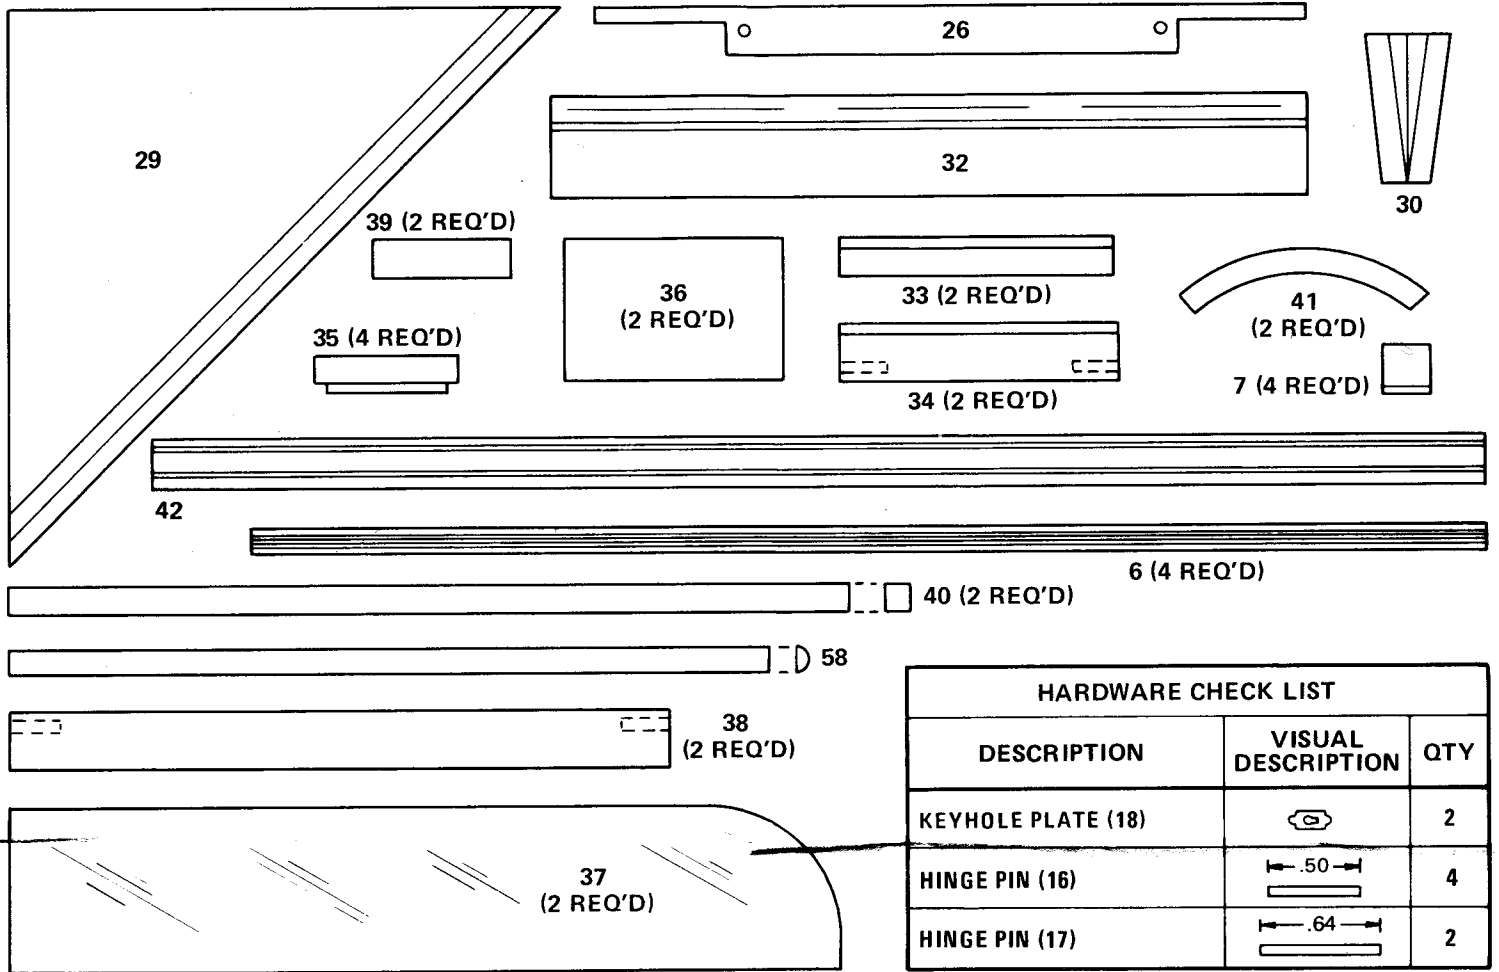 26
29
32
30
39 (2 REQ'D)
36
(2 REQ'D)
33 (2 REQ'D)
41
(2 REQ'D)
35 (4 REQ'D)
7 (4 REQ'D)
34 (2 REQ'D)
42
6 (4 REQ'D)
40 (2 REQ'D)
58
38
(2 REQ'D)
37
(2 REQ'D)
HARDWARE CHECK LIST
DESCRIPTION
VISUAL
DESCRIPTION
QTY
KEYHOLE PLATE (18)
2
HINGE PIN (16)
.50
4
HINGE PIN (17)
.64
2